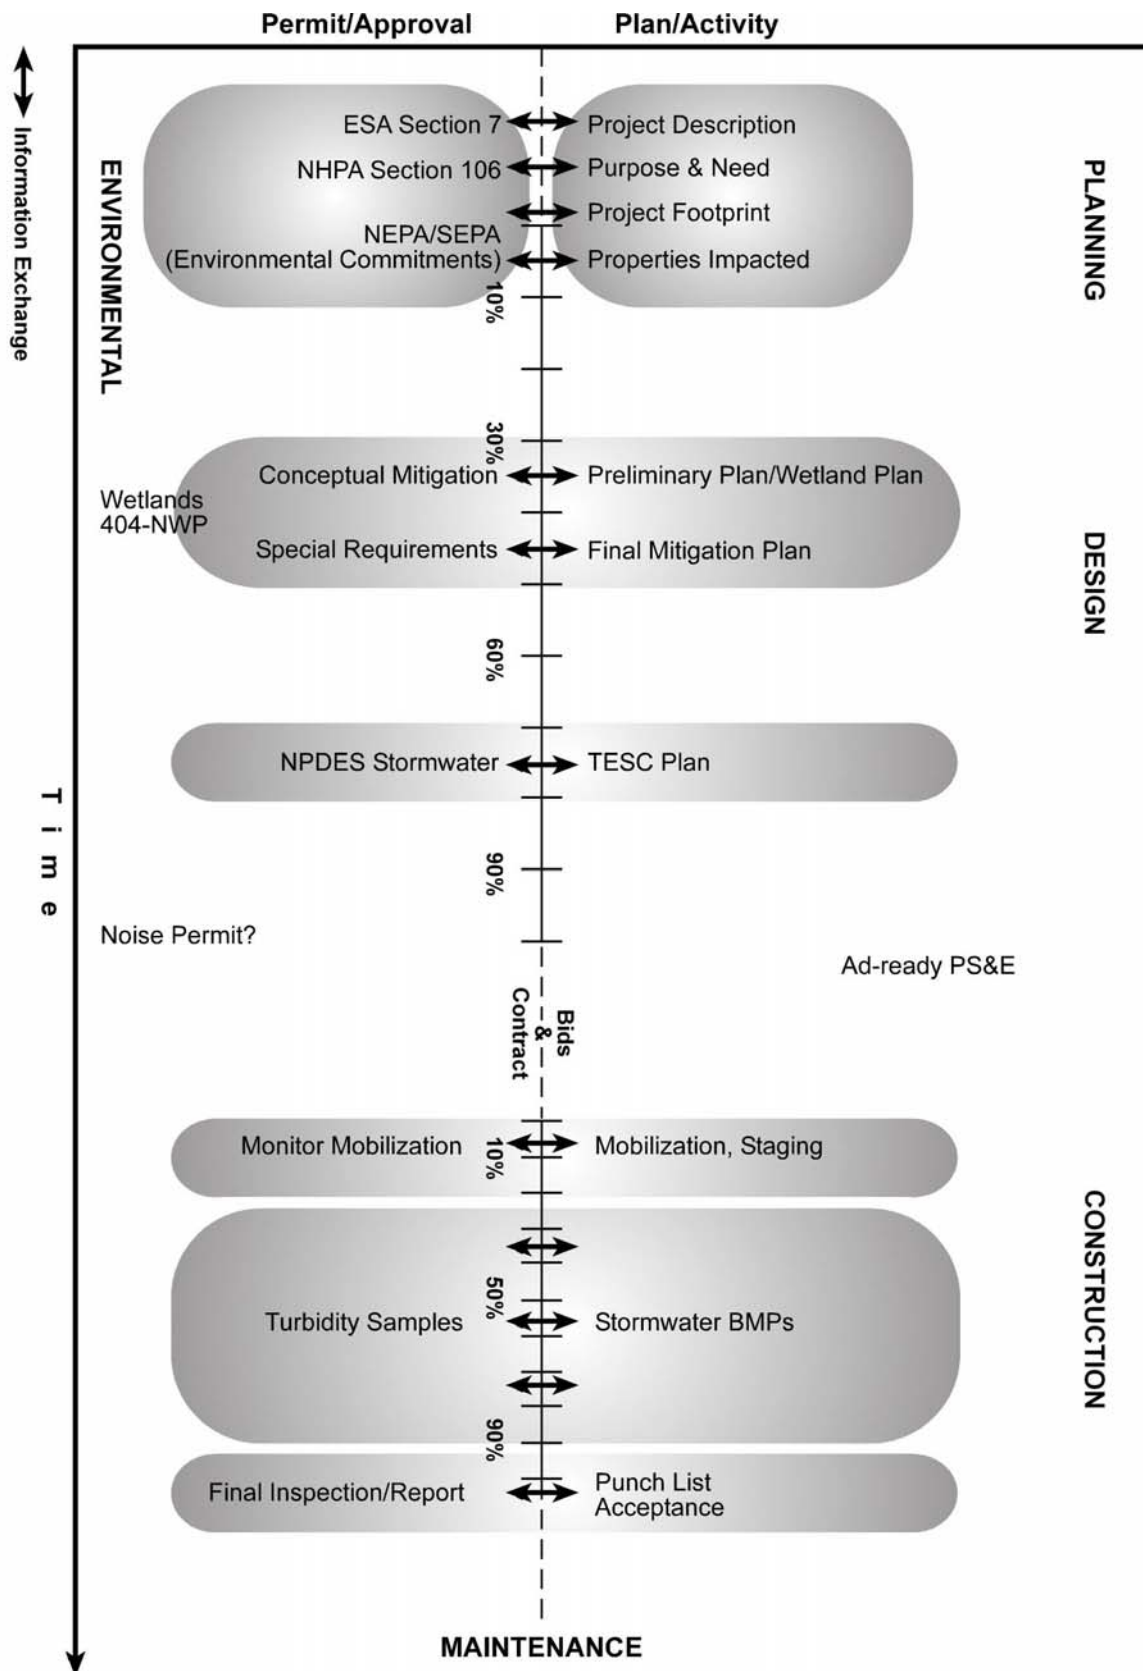 Permit/Approval
Plan/Activity
Information Exchange
ENVIRONMENTAL
PLANNING
ESA Section 7
Project Description
NHPA Section 106
Purpose & Need
Project Footprint
NEPA/SEPA
(Environmental Commitments)
Properties Impacted
10%
30%
Conceptual Mitigation
Preliminary Plan/Wetland Plan
Wetlands
404-NWP
Special Requirements
Final Mitigation Plan
DESIGN
60%
NPDES Stormwater
TESC Plan
Time
90%
Noise Permit?
Ad-ready PS&E
Bids
&
Contract
Monitor Mobilization
10%
Mobilization, Staging
CONSTRUCTION
50%
Turbidity Samples
Stormwater BMPs
90%
Final Inspection/Report
Punch List
Acceptance
MAINTENANCE